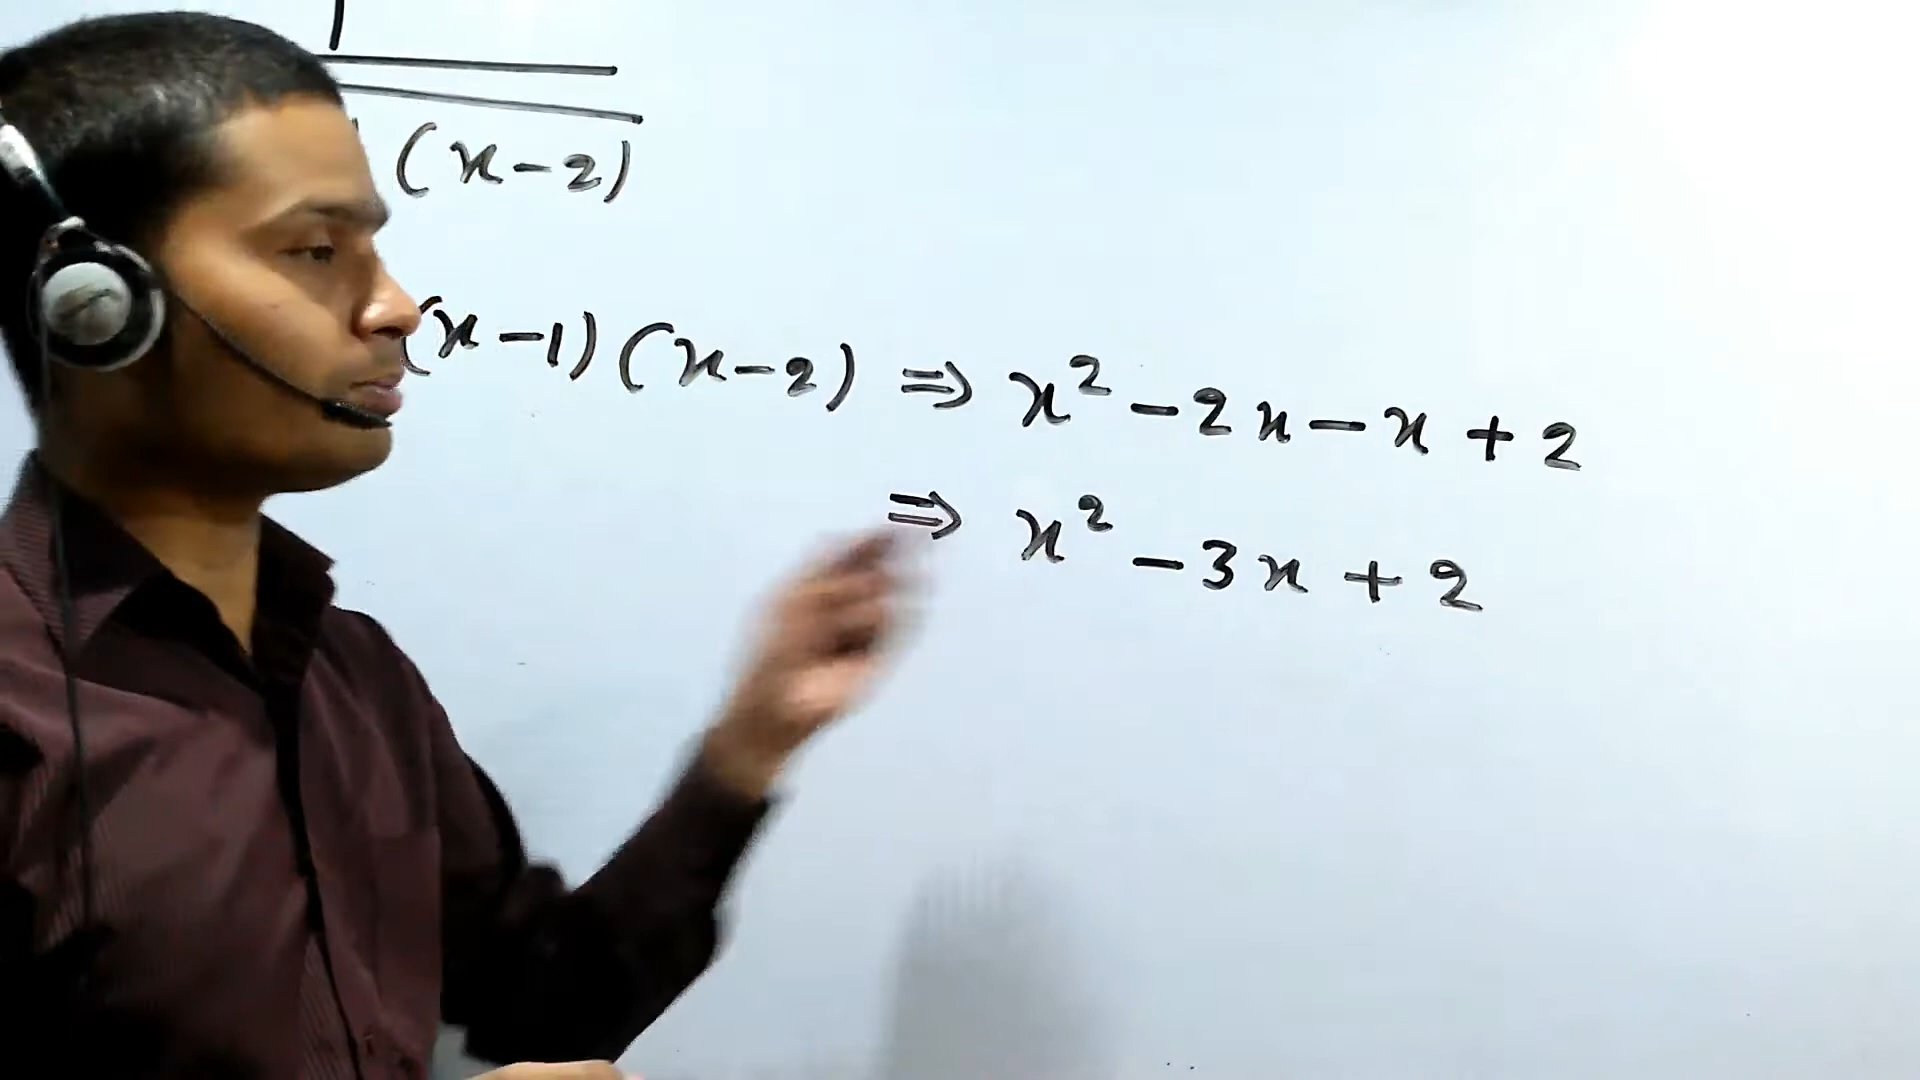 (x-2)
(x-1)(x-2) ⇒ x² - 2x - x + 2
⇒ x² - 3x + 2